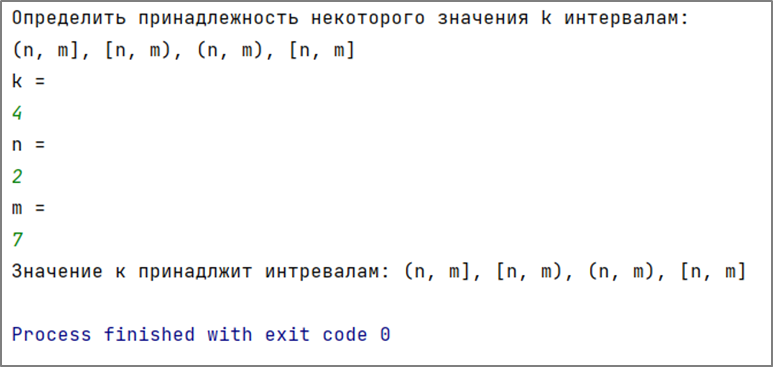 Определить принадлежность некоторого значения k интервалам:
(n, m], [n, m), (n, m), [n, m]
k =
4
n =
2
m =
7
Значение к принадлжит интревалам: (n, m], [n, m), (n, m), [n, m]
Process finished with exit code 0